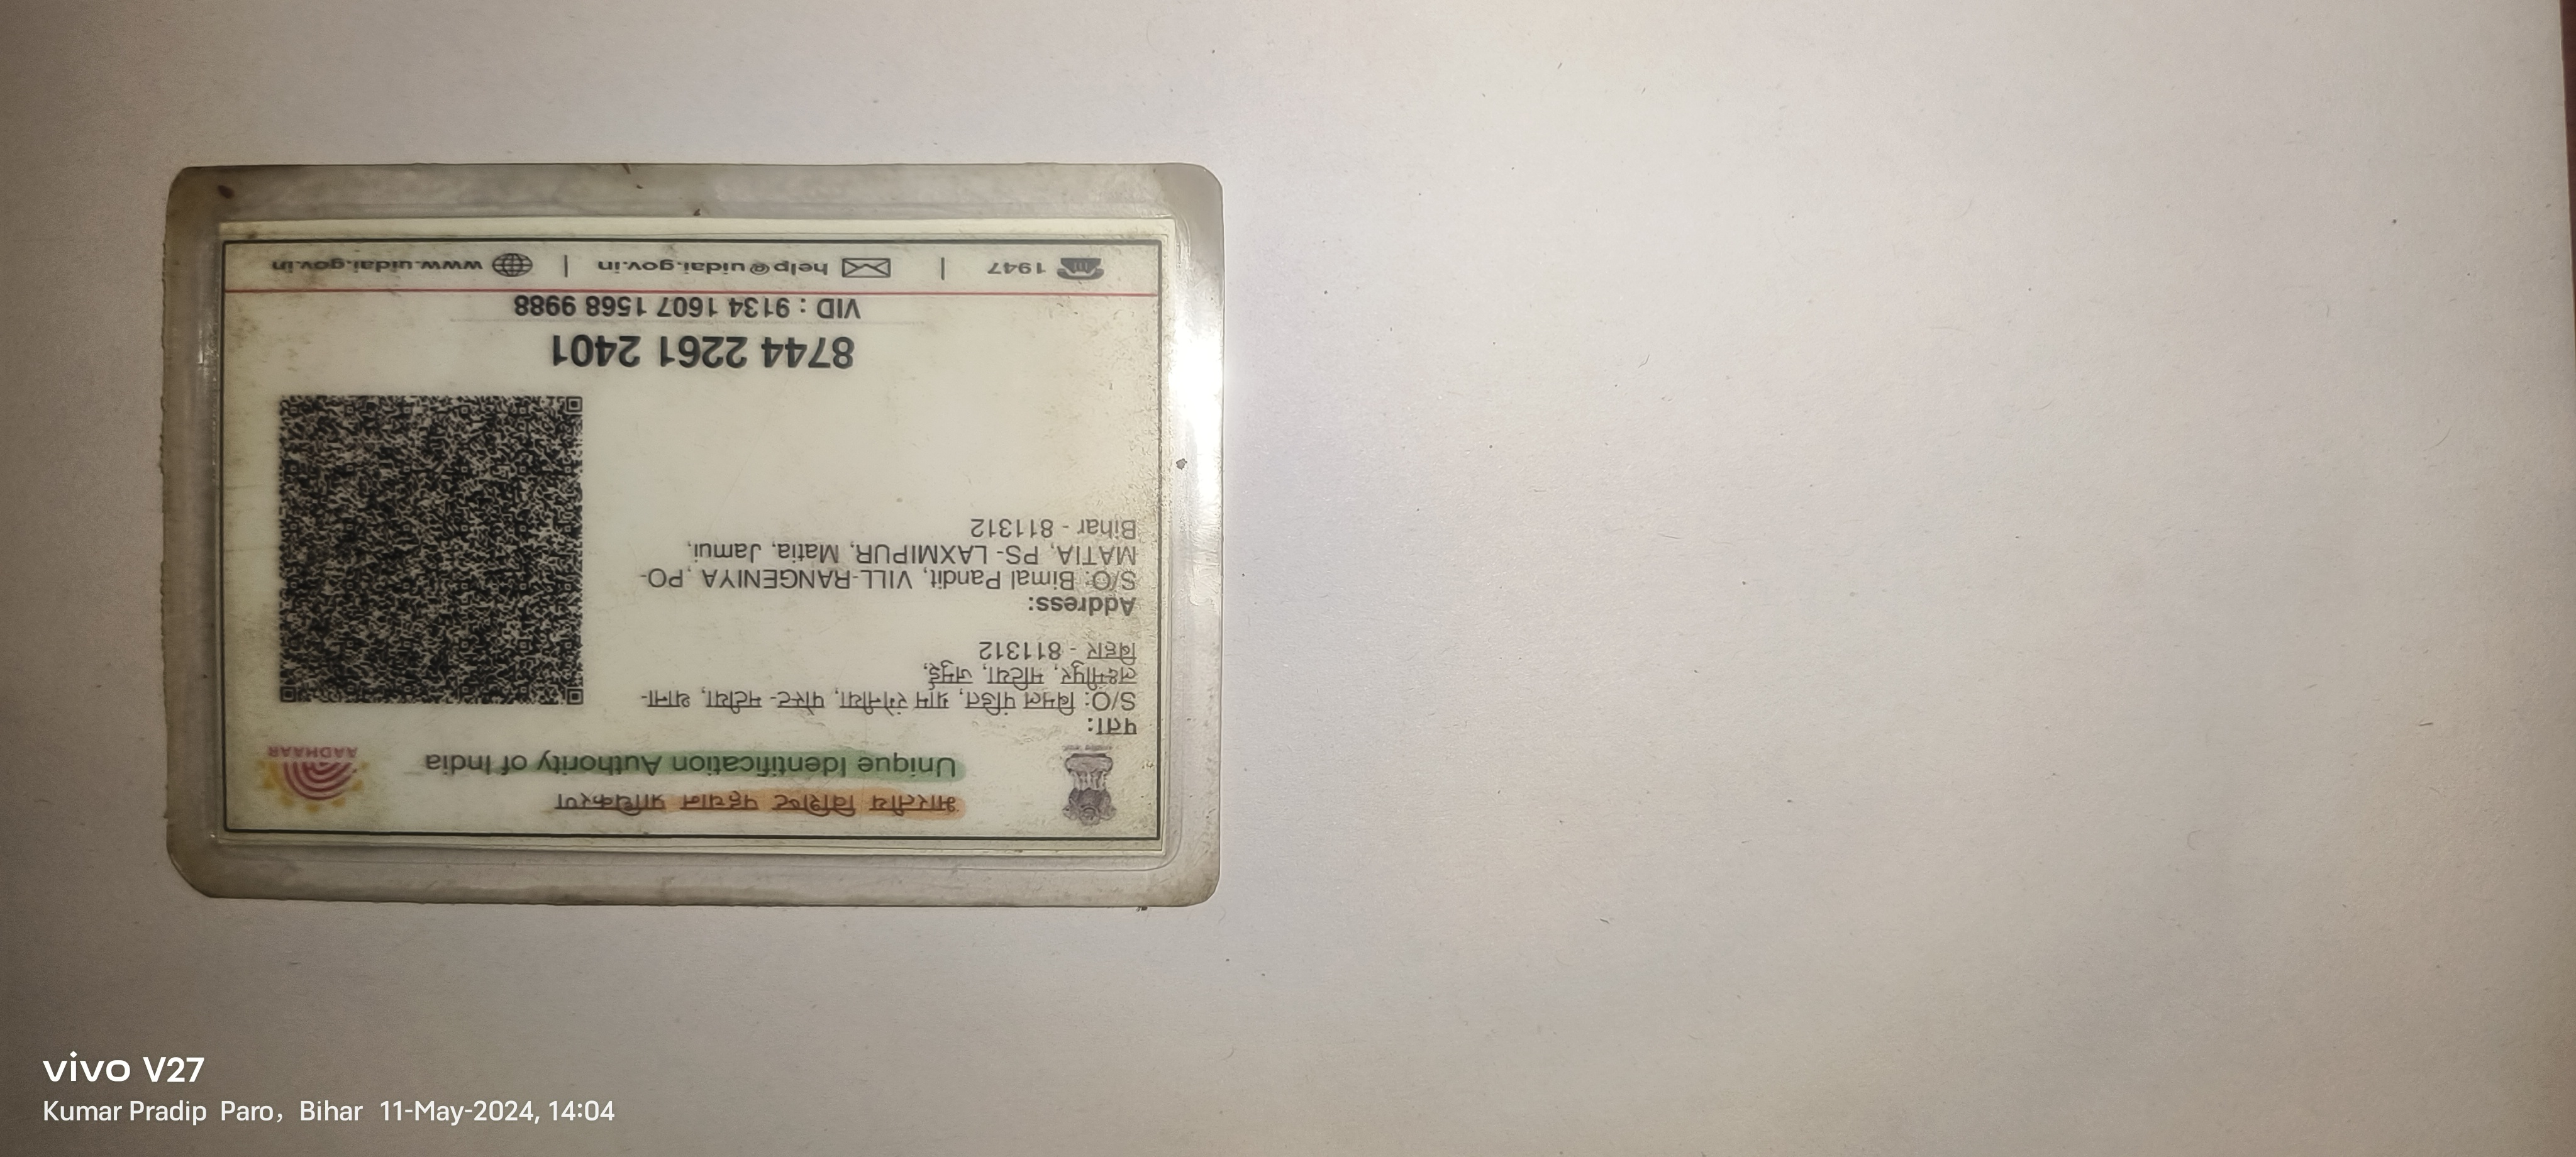 भारतीय विशिष्ट पहचान प्राधिकरण
Unique Identification Authority of India
AADHAAR
पता:
S/O: बिमल पंडित, ग्राम रंगेनीया, पोस्ट- मटीया, थाना-
लक्ष्मीपुर, मटिया, जमुई,
बिहार - 811312
Address:
S/O: Bimal Pandit, VILL-RANGENIYA ,PO-
MATIA, PS- LAXMIPUR, Matia, Jamui,
Bihar - 811312
8744 2261 2401
VID : 9134 1607 1568 9988
1947 | help@uidai.gov.in | www.uidai.gov.in
vivo V27
Kumar Pradip Paro, Bihar 11-May-2024, 14:04